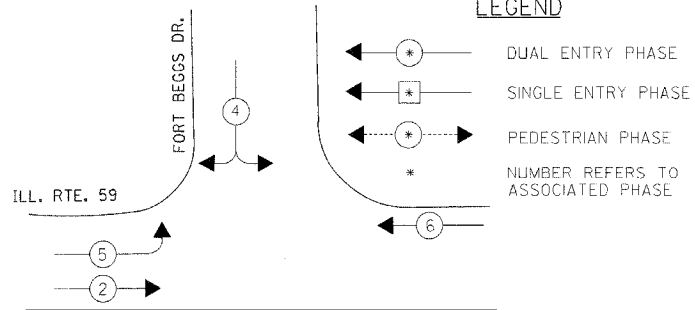 LEGEND
FORT BEGGS DR.
4
* DUAL ENTRY PHASE
* SINGLE ENTRY PHASE
* PEDESTRIAN PHASE
* NUMBER REFERS TO
ASSOCIATED PHASE
ILL. RTE. 59
5
6
2